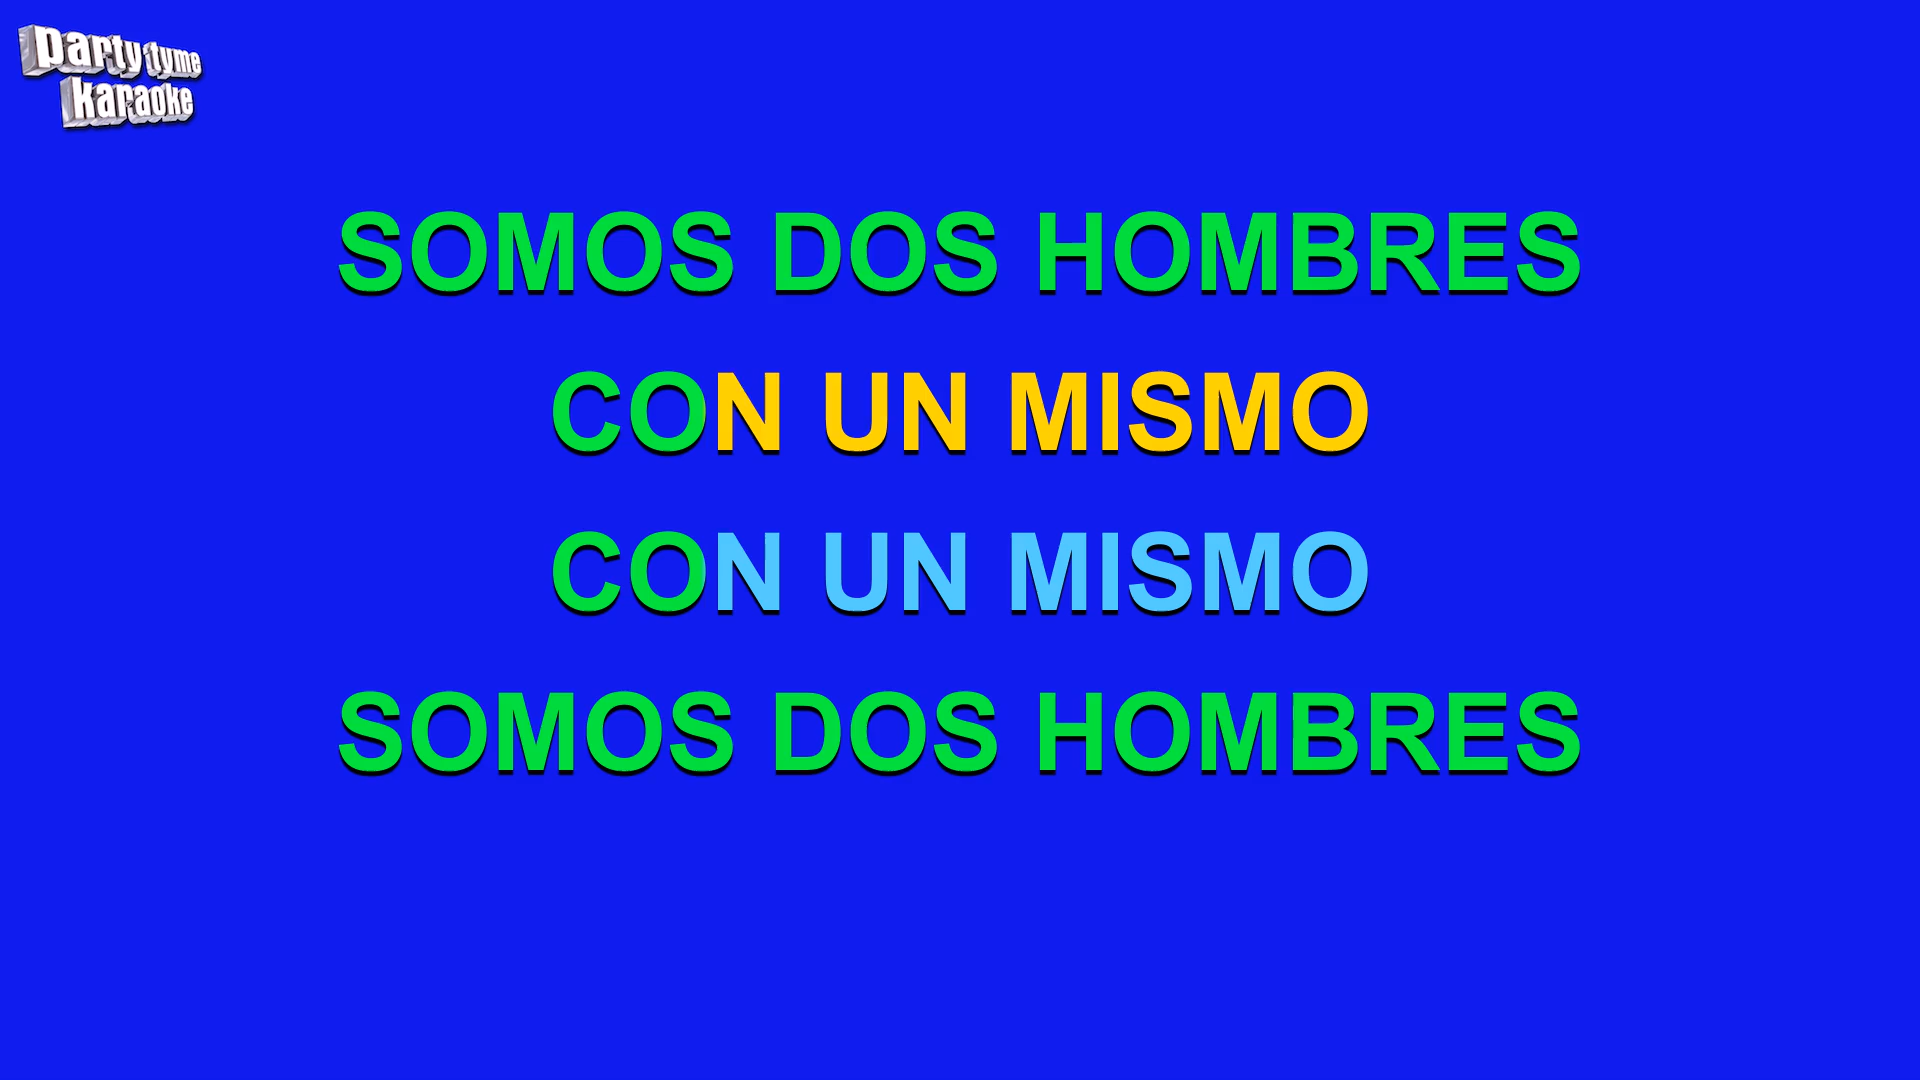 party tyme
karaoke
SOMOS DOS HOMBRES
CON UN MISMO
CON UN MISMO
SOMOS DOS HOMBRES